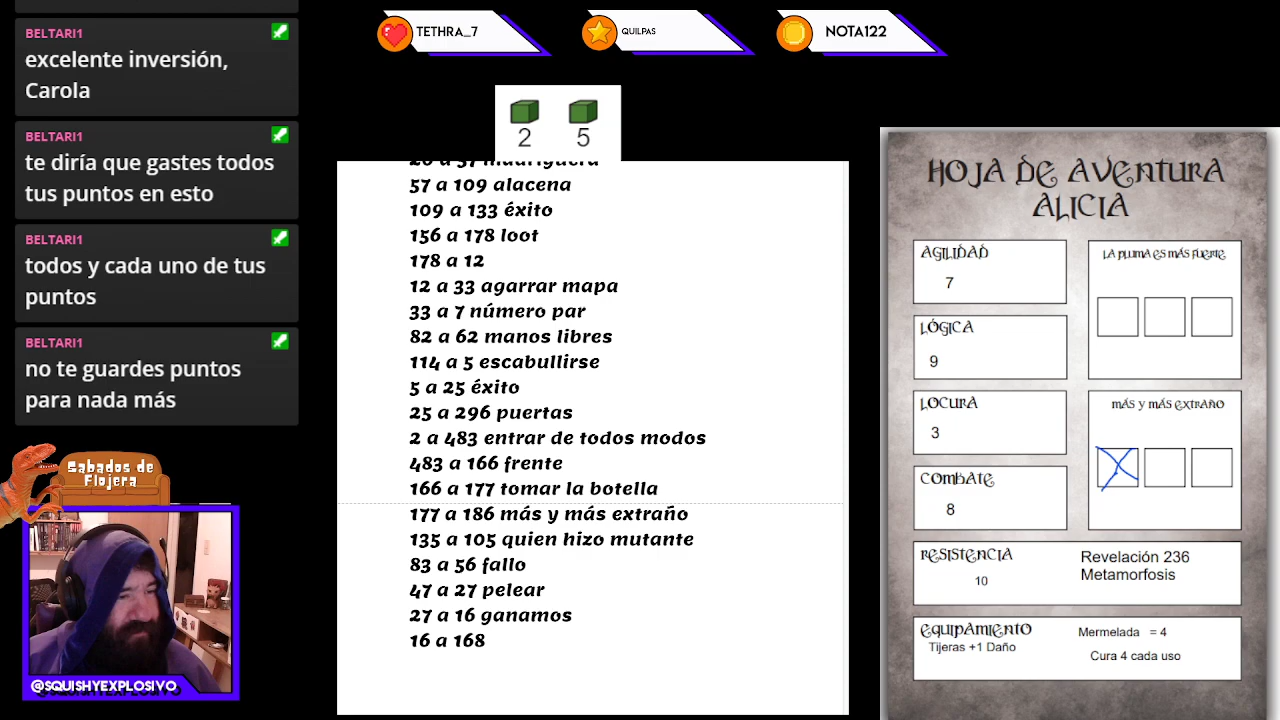 BELTARI1
excelente inversión,
Carola
BELTARI1
te diría que gastes todos
tus puntos en esto
BELTARI1
todos y cada uno de tus
puntos
BELTARI1
no te guardes puntos
para nada más
Sabados de
Flojera
@SQUISHYEXPLOSIVO
TETHRA_7
QUILPAS
NOTA122
2 5
57 a 109 alacena
109 a 133 éxito
156 a 178 loot
178 a 12
12 a 33 agarrar mapa
33 a 7 número par
82 a 62 manos libres
114 a 5 escabullirse
5 a 25 éxito
25 a 296 puertas
2 a 483 entrar de todos modos
483 a 166 frente
166 a 177 tomar la botella
177 a 186 más y más extraño
135 a 105 quien hizo mutante
83 a 56 fallo
47 a 27 pelear
27 a 16 ganamos
16 a 168
HOJA DE AVENTURA
ALICIA
AGILIDAD
7
LÓGICA
9
LOCURA
3
COMBATE
8
LA PLUMA ES MÁS FUERTE
MÁS Y MÁS EXTRAÑO
RESISTENCIA
10
Revelación 236
Metamorfosis
EQUIPAMIENTO
Tijeras +1 Daño
Mermelada = 4
Cura 4 cada uso